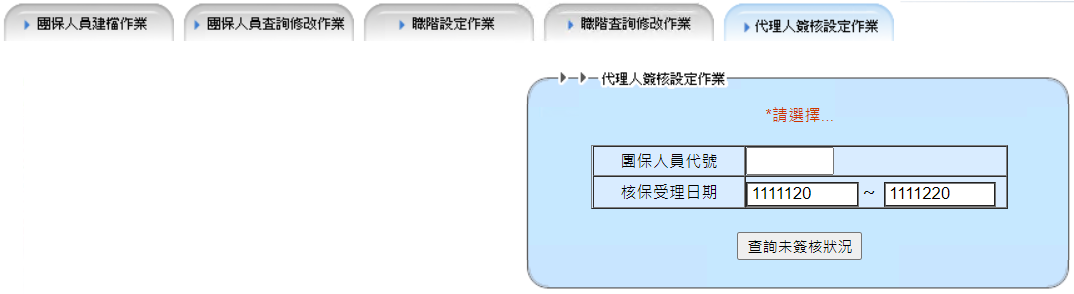 團保人員建檔作業 團保人員查詢修改作業 職階設定作業 職階查詢修改作業 代理人簽核設定作業
代理人簽核設定作業
*請選擇...
團保人員代號
核保受理日期 1111120 ~ 1111220
查詢未簽核狀況